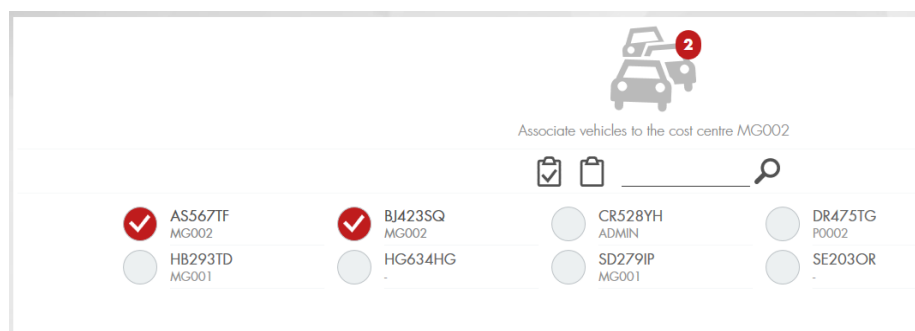 2
Associate vehicles to the cost centre MG002
AS567TF
MG002
BJ423SQ
MG002
CR528YH
ADMIN
DR475TG
P0002
HB293TD
MG001
HG634HG
-
SD279IP
MG001
SE203OR
-